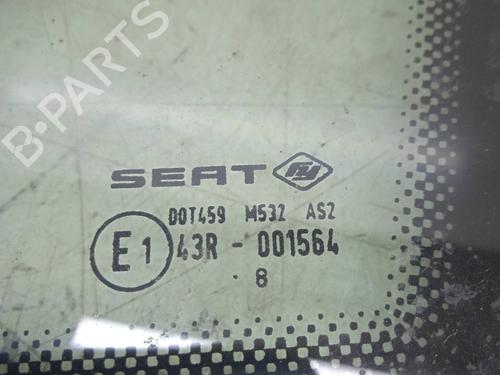 B-PARTS
SEAT
DOT459 M532 AS2
E1 43R - 001564
. 8